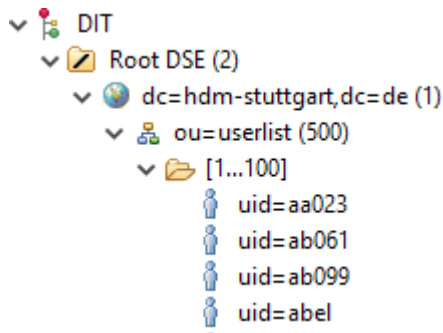 DIT
Root DSE (2)
dc=hdm-stuttgart,dc=de (1)
ou=userlist (500)
[1...100]
uid=aa023
uid=ab061
uid=ab099
uid=abel